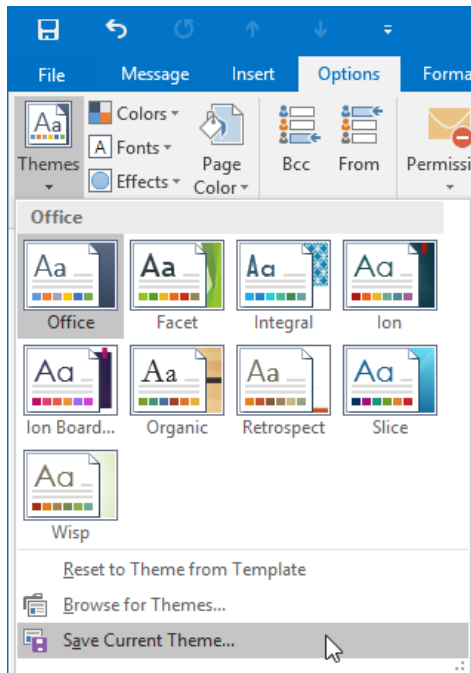 File Message Insert Options Forma
Aa Colors
A Fonts
Themes Effects Page Color Bcc From Permissi
Office
Aa Aa Aa Aa
Office Facet Integral Ion
Aa Aa Aa Aa
Ion Board... Organic Retrospect Slice
Aa
Wisp
Reset to Theme from Template
Browse for Themes...
Save Current Theme...